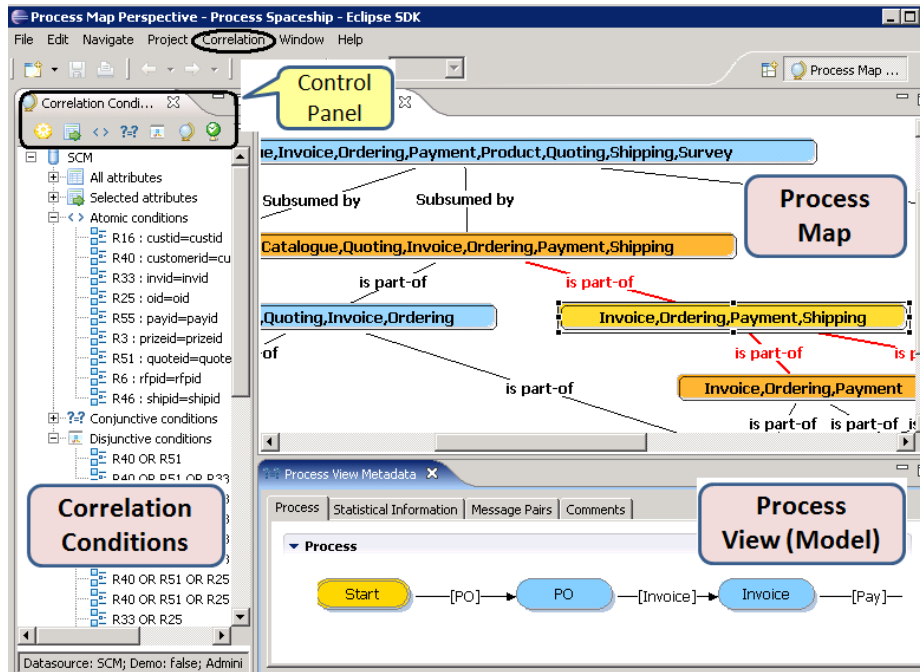 Process Map Perspective - Process Spaceship - Eclipse SDK
File Edit Navigate Project Correlation Window Help
Process Map ...
Control
Panel
Correlation Condi...
SCM
All attributes
Selected attributes
Atomic conditions
R16 : custid=custid
R40 : customerid=cu
R33 : invid=invid
R25 : oid=oid
R55 : payid=payid
R3 : prizeid=prizeid
R51 : quoteid=quote
R6 : rfpid=rfpid
R46 : shipid=shipid
Conjunctive conditions
Disjunctive conditions
R40 OR R51
R40 OR R51 OR R33
Correlation
Conditions
R40 OR R51 OR R25
R40 OR R51 OR R25
R33 OR R25
Datasource: SCM; Demo: false; Admini
ue,Invoice,Ordering,Payment,Product,Quoting,Shipping,Survey
Subsumed by
Subsumed by
Process
Map
Catalogue,Quoting,Invoice,Ordering,Payment,Shipping
is part-of
is part-of
,Quoting,Invoice,Ordering
Invoice,Ordering,Payment,Shipping
-of
is part-of
is p
is part-of
Invoice,Ordering,Payment
is part-of
is part-of
Process View Metadata
Process
Statistical Information
Message Pairs
Comments
Process
View (Model)
Process
Start
[PO]
PO
[Invoice]
Invoice
[Pay]